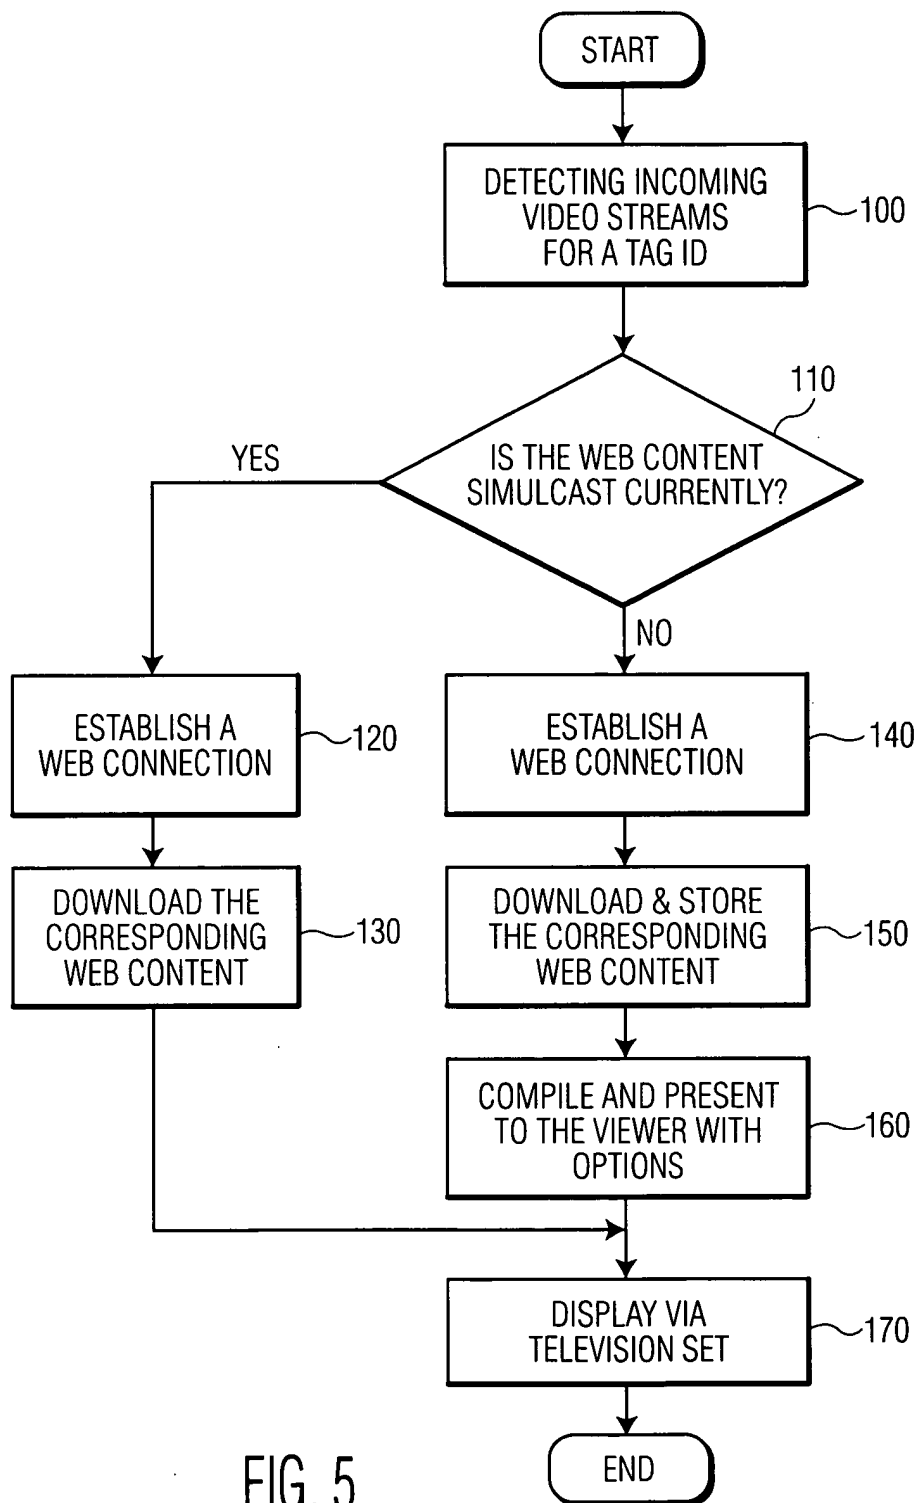 START
DETECTING INCOMING
VIDEO STREAMS
FOR A TAG ID
100
110
IS THE WEB CONTENT
SIMULCAST CURRENTLY?
YES
NO
ESTABLISH A
WEB CONNECTION
120
ESTABLISH A
WEB CONNECTION
140
DOWNLOAD THE
CORRESPONDING
WEB CONTENT
130
DOWNLOAD & STORE
THE CORRESPONDING
WEB CONTENT
150
COMPILE AND PRESENT
TO THE VIEWER WITH
OPTIONS
160
DISPLAY VIA
TELEVISION SET
170
END
FIG. 5